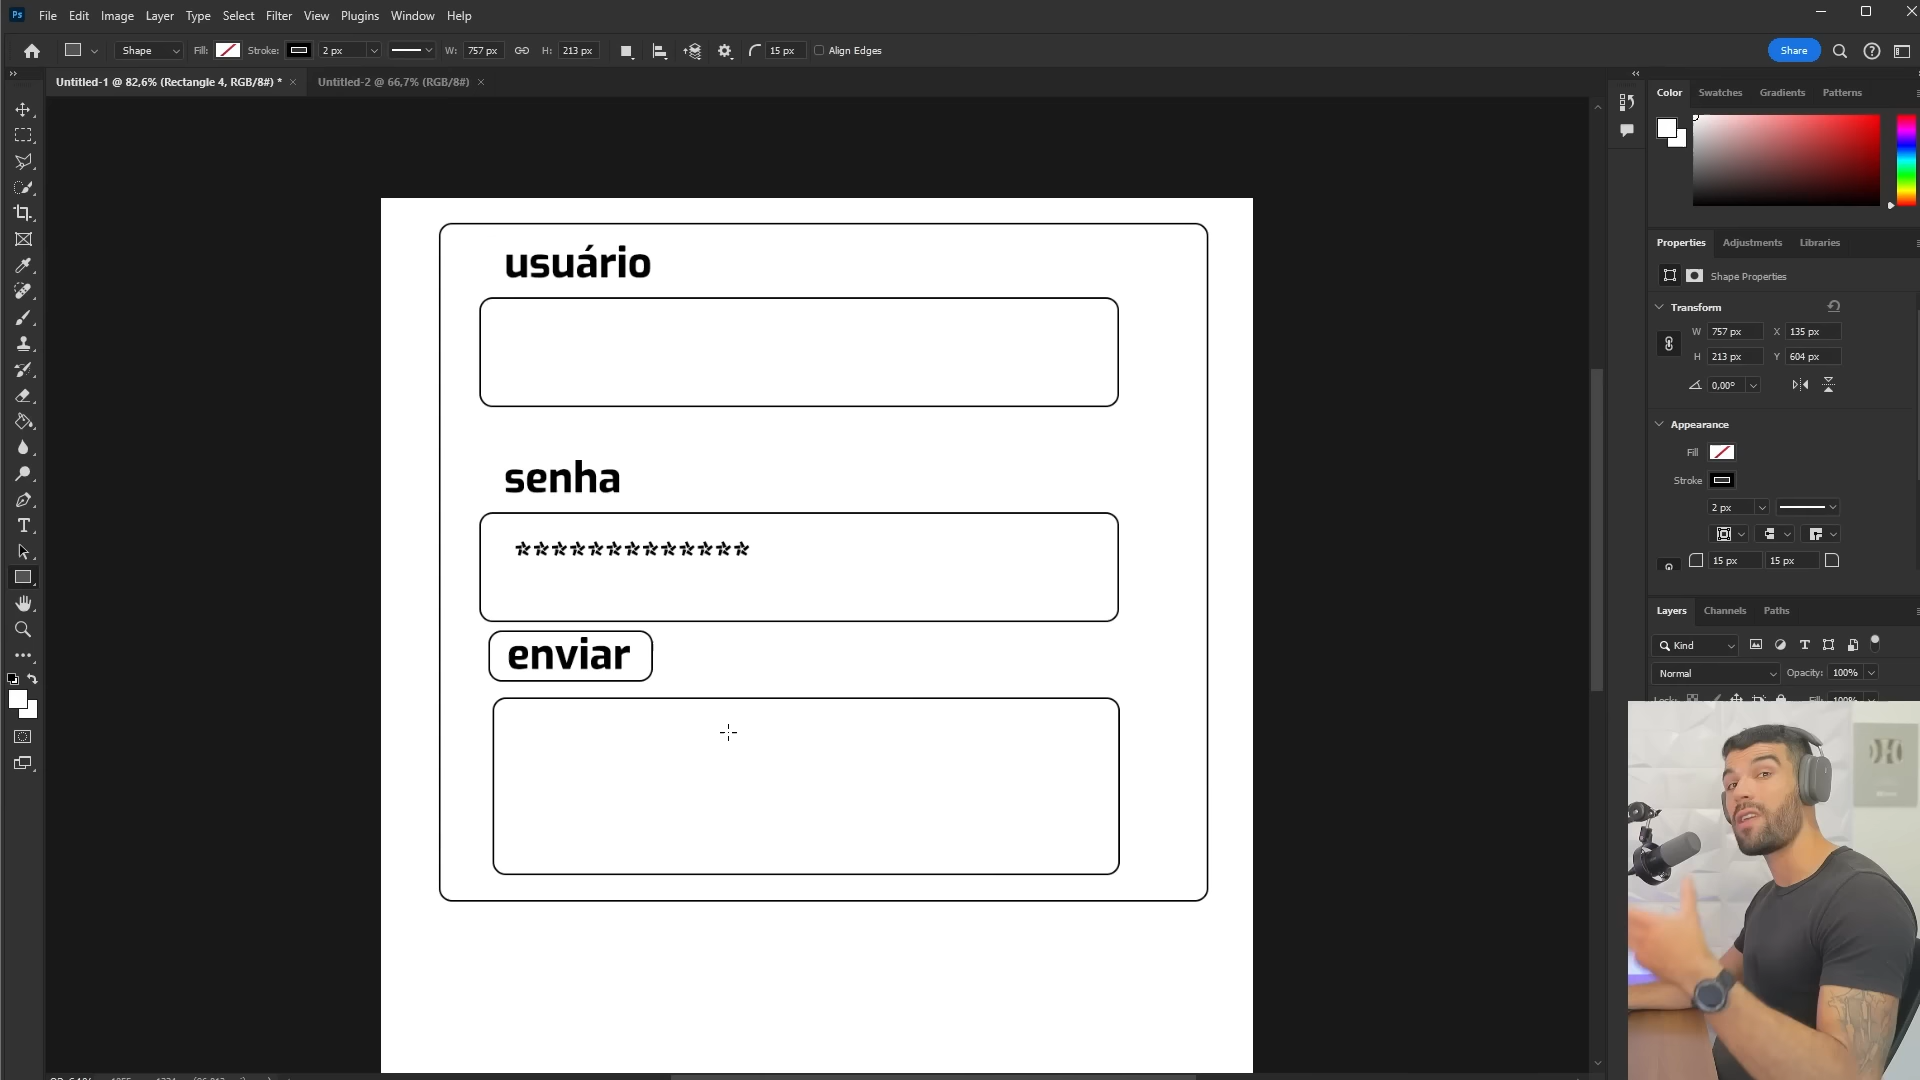 Ps File Edit Image Layer Type Select Filter View Plugins Window Help
Shape Fill: Stroke: 2 px W: 757 px H: 213 px 15 px Align Edges Share
Untitled-1 @ 82,6% (Rectangle 4, RGB/8#) * × Untitled-2 @ 66,7% (RGB/8#) ×
Color Swatches Gradients Patterns
Properties Adjustments Libraries
Shape Properties
Transform
W 757 px X 135 px
H 213 px Y 604 px
0,00°
Appearance
Fill
Stroke
2 px
15 px 15 px
Layers Channels Paths
Kind
Normal Opacity: 100%
usuário
senha
*************
enviar